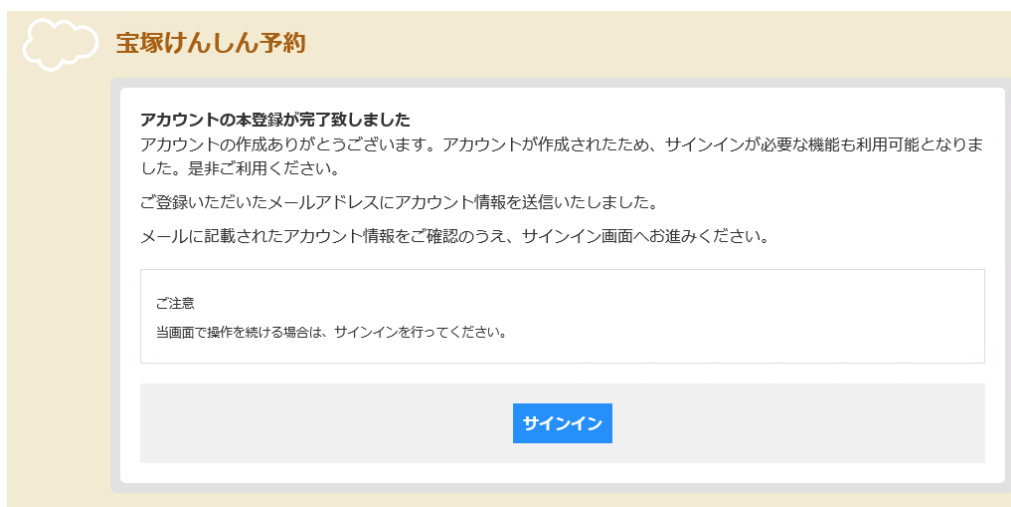 宝塚けんしん予約
アカウントの本登録が完了致しました
アカウントの作成ありがとうございます。アカウントが作成されたため、サインインが必要な機能も利用可能となりま
した。是非ご利用ください。
ご登録いただいたメールアドレスにアカウント情報を送信いたしました。
メールに記載されたアカウント情報をご確認のうえ、サインイン画面へお進みください。
ご注意
当画面で操作を続ける場合は、サインインを行ってください。
サインイン